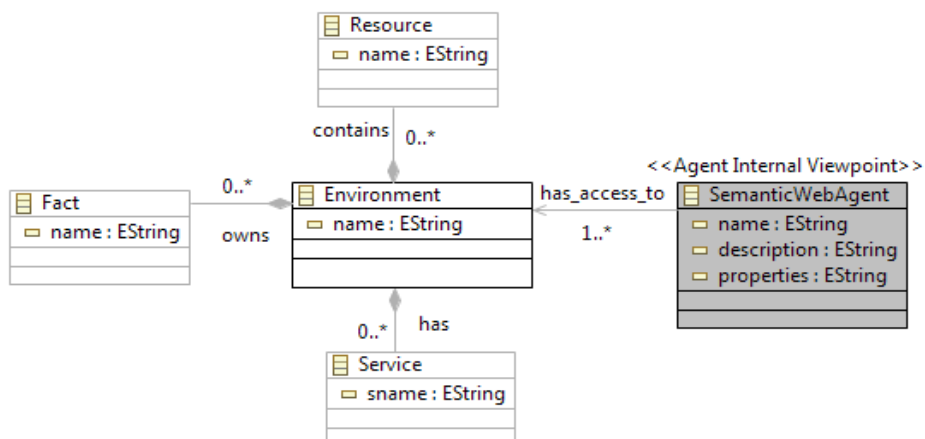 Resource
name : EString
contains
0..*
<<Agent Internal Viewpoint>>
Fact
name : EString
0..*
owns
Environment
name : EString
has_access_to
1..*
SemanticWebAgent
name : EString
description : EString
properties : EString
0..*
has
Service
sname : EString